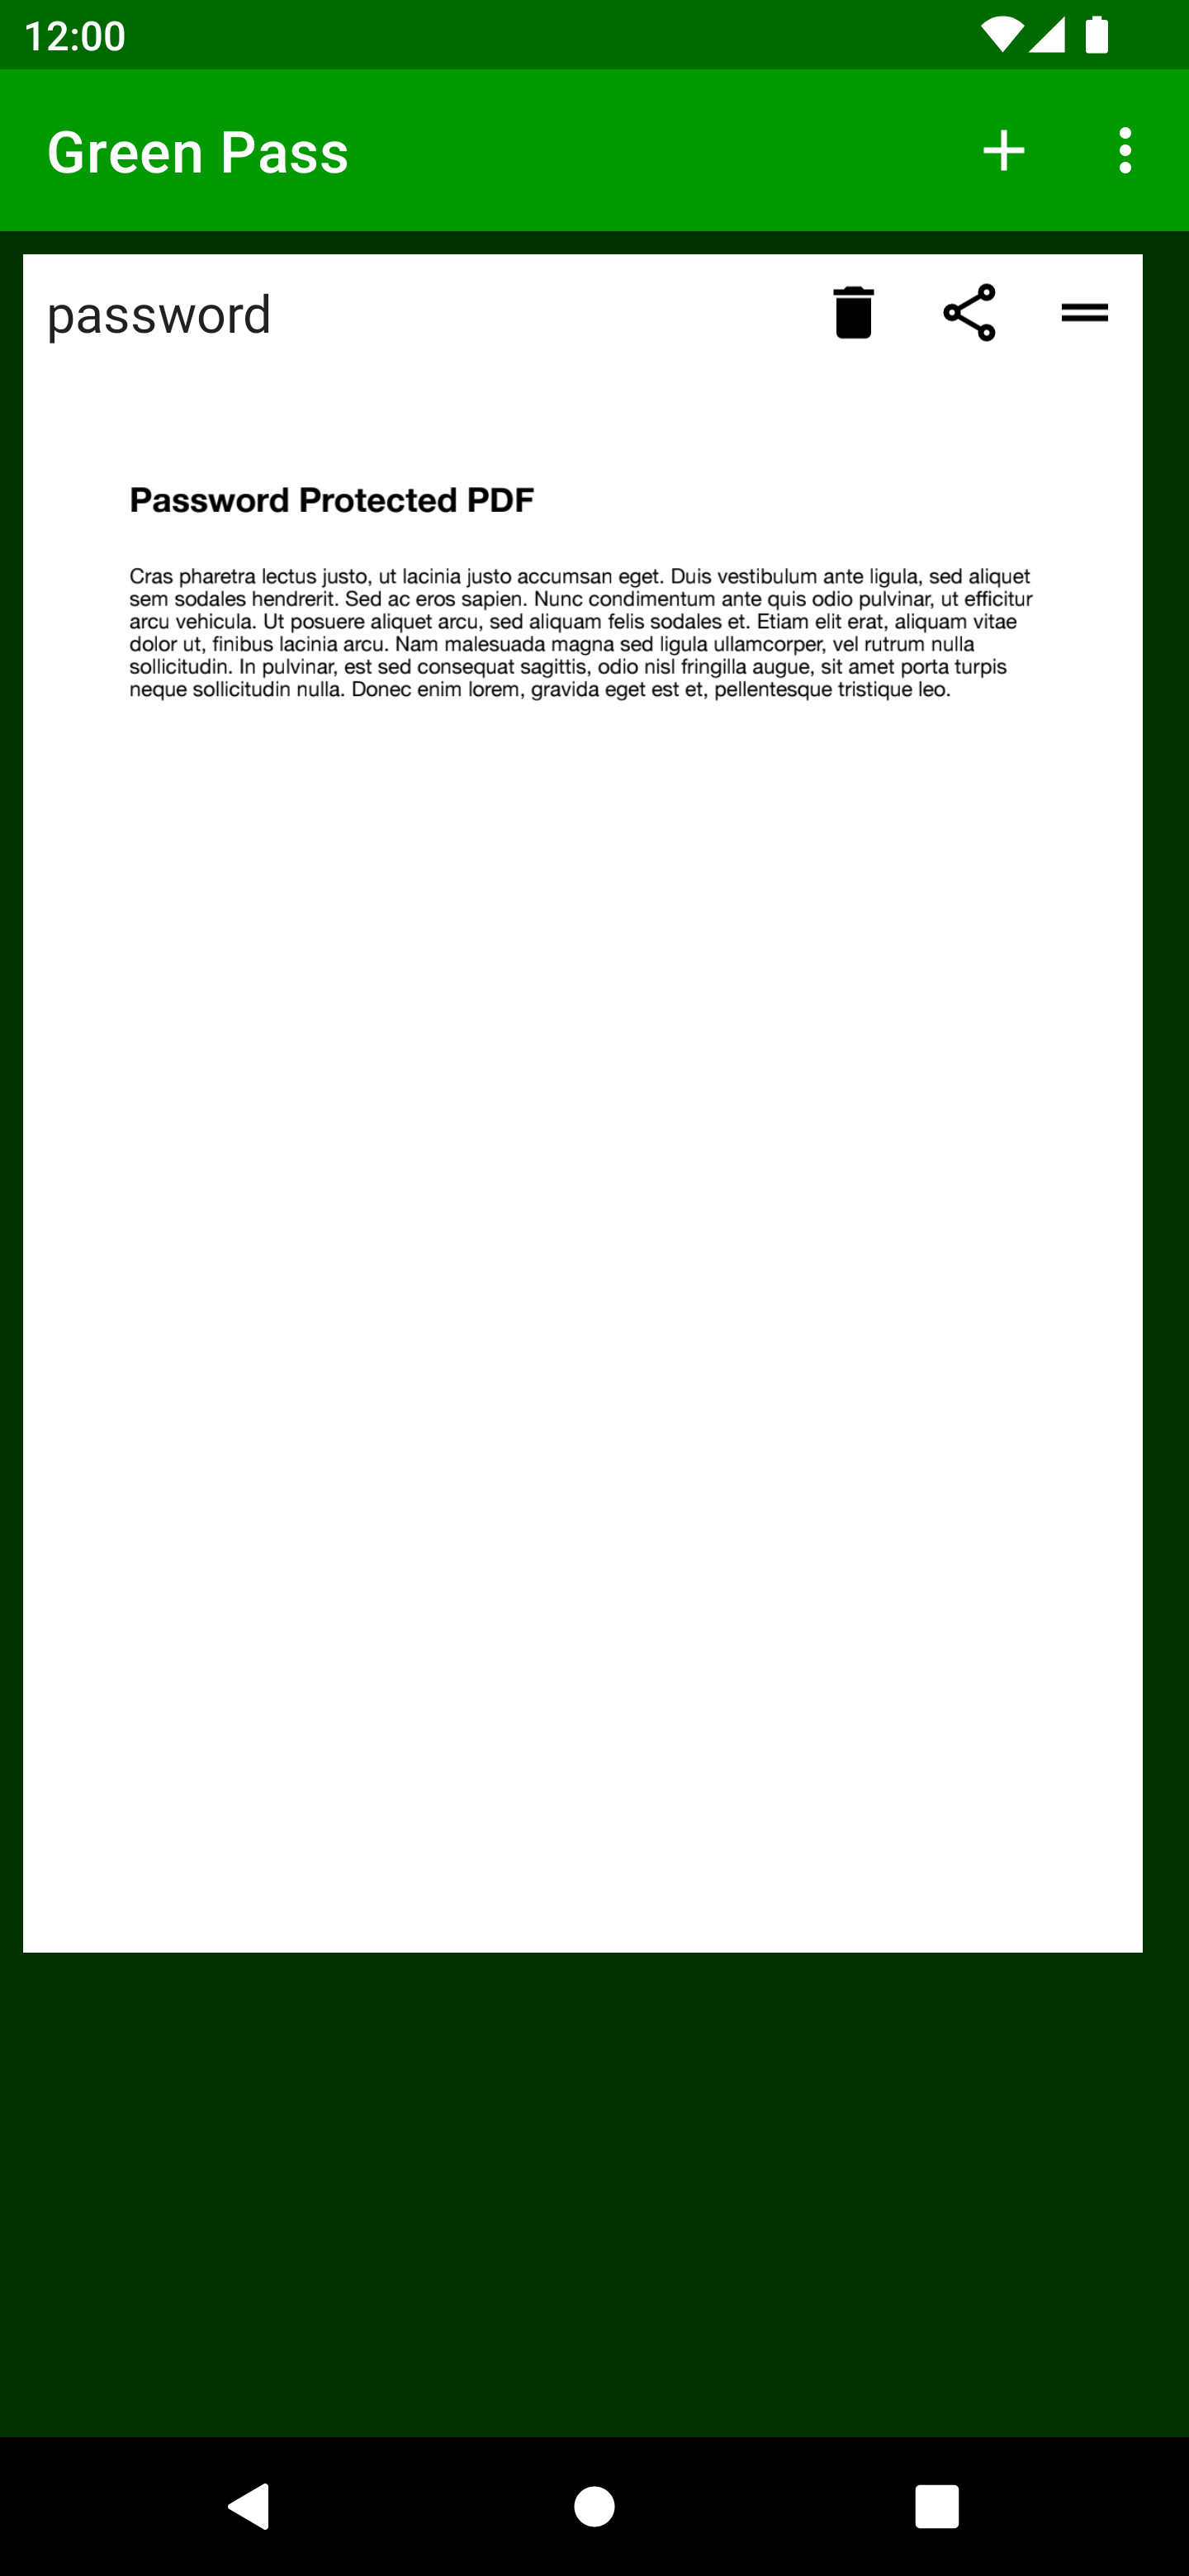 12:00
Green Pass
password
Password Protected PDF
Cras pharetra lectus justo, ut lacinia justo accumsan eget. Duis vestibulum ante ligula, sed aliquet
sem sodales hendrerit. Sed ac eros sapien. Nunc condimentum ante quis odio pulvinar, ut efficitur
arcu vehicula. Ut posuere aliquet arcu, sed aliquam felis sodales et. Etiam elit erat, aliquam vitae
dolor ut, finibus lacinia arcu. Nam malesuada magna sed ligula ullamcorper, vel rutrum nulla
sollicitudin. In pulvinar, est sed consequat sagittis, odio nisl fringilla augue, sit amet porta turpis
neque sollicitudin nulla. Donec enim lorem, gravida eget est et, pellentesque tristique leo.